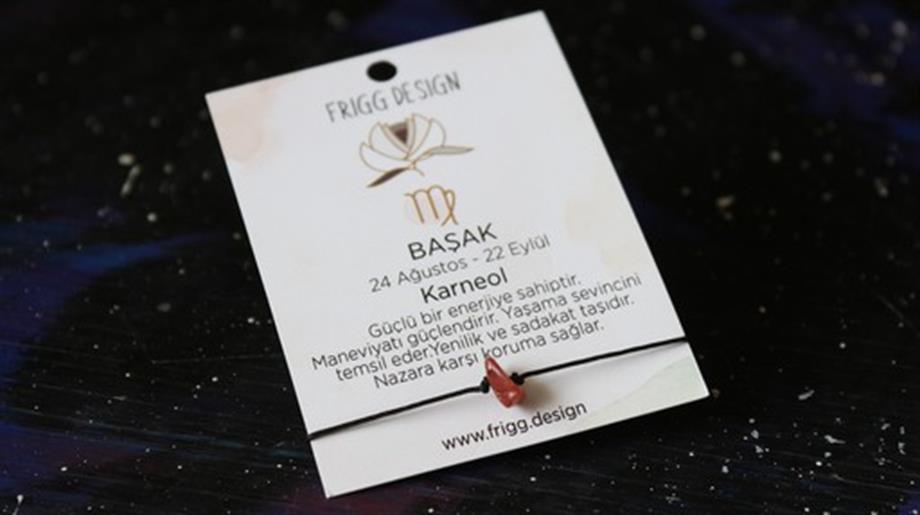 FRIGG DESIGN
BAŞAK
24 Ağustos - 22 Eylül
Karneol
Güçlü bir enerjiye sahiptir.
Maneviyatı güçlendirir. Yaşama sevincini
temsil eder.Yenilik ve sadakat taşıdır.
Nazara karşı koruma sağlar.
www.frigg.design